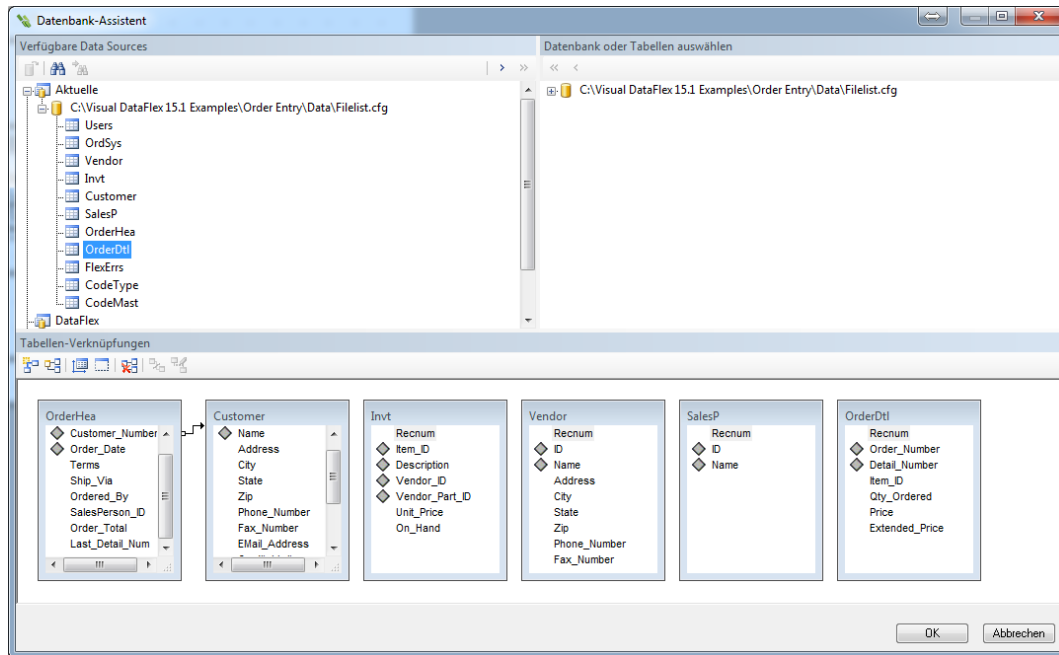 Datenbank-Assistent
Verfügbare Data Sources
Datenbank oder Tabellen auswählen
Aktuelle
C:\Visual DataFlex 15.1 Examples\Order Entry\Data\Filelist.cfg
C:\Visual DataFlex 15.1 Examples\Order Entry\Data\Filelist.cfg
Users
OrdSys
Vendor
Invt
Customer
SalesP
OrderHea
OrderDtl
FlexErrs
CodeType
CodeMast
DataFlex
Tabellen-Verknüpfungen
OrderHea
Customer_Number
Order_Date
Terms
Ship_Via
Ordered_By
SalesPerson_ID
Order_Total
Last_Detail_Num
Customer
Name
Address
City
State
Zip
Phone_Number
Fax_Number
EMail_Address
Invt
Recnum
Item_ID
Description
Vendor_ID
Vendor_Part_ID
Unit_Price
On_Hand
Vendor
Recnum
ID
Name
Address
City
State
Zip
Phone_Number
Fax_Number
SalesP
Recnum
ID
Name
OrderDtl
Recnum
Order_Number
Detail_Number
Item_ID
Qty_Ordered
Price
Extended_Price
OK
Abbrechen